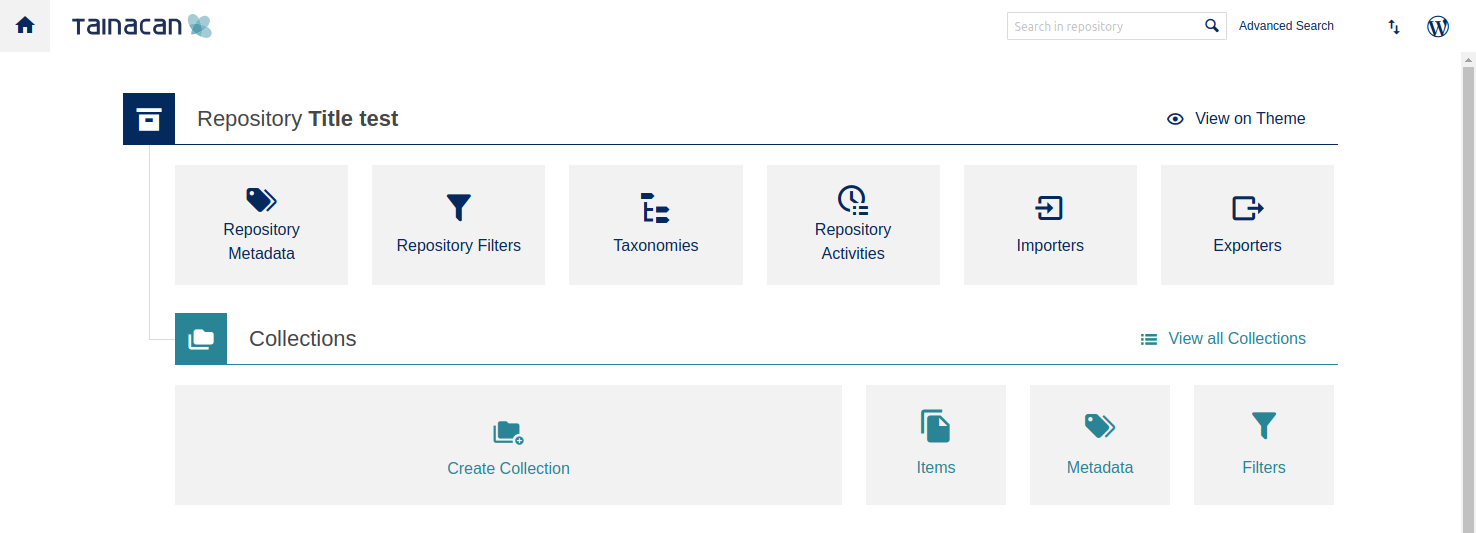 TAINACAN
Search in repository
Advanced Search
Repository Title test
View on Theme
Repository
Metadata
Repository Filters
Taxonomies
Repository
Activities
Importers
Exporters
Collections
View all Collections
Create Collection
Items
Metadata
Filters